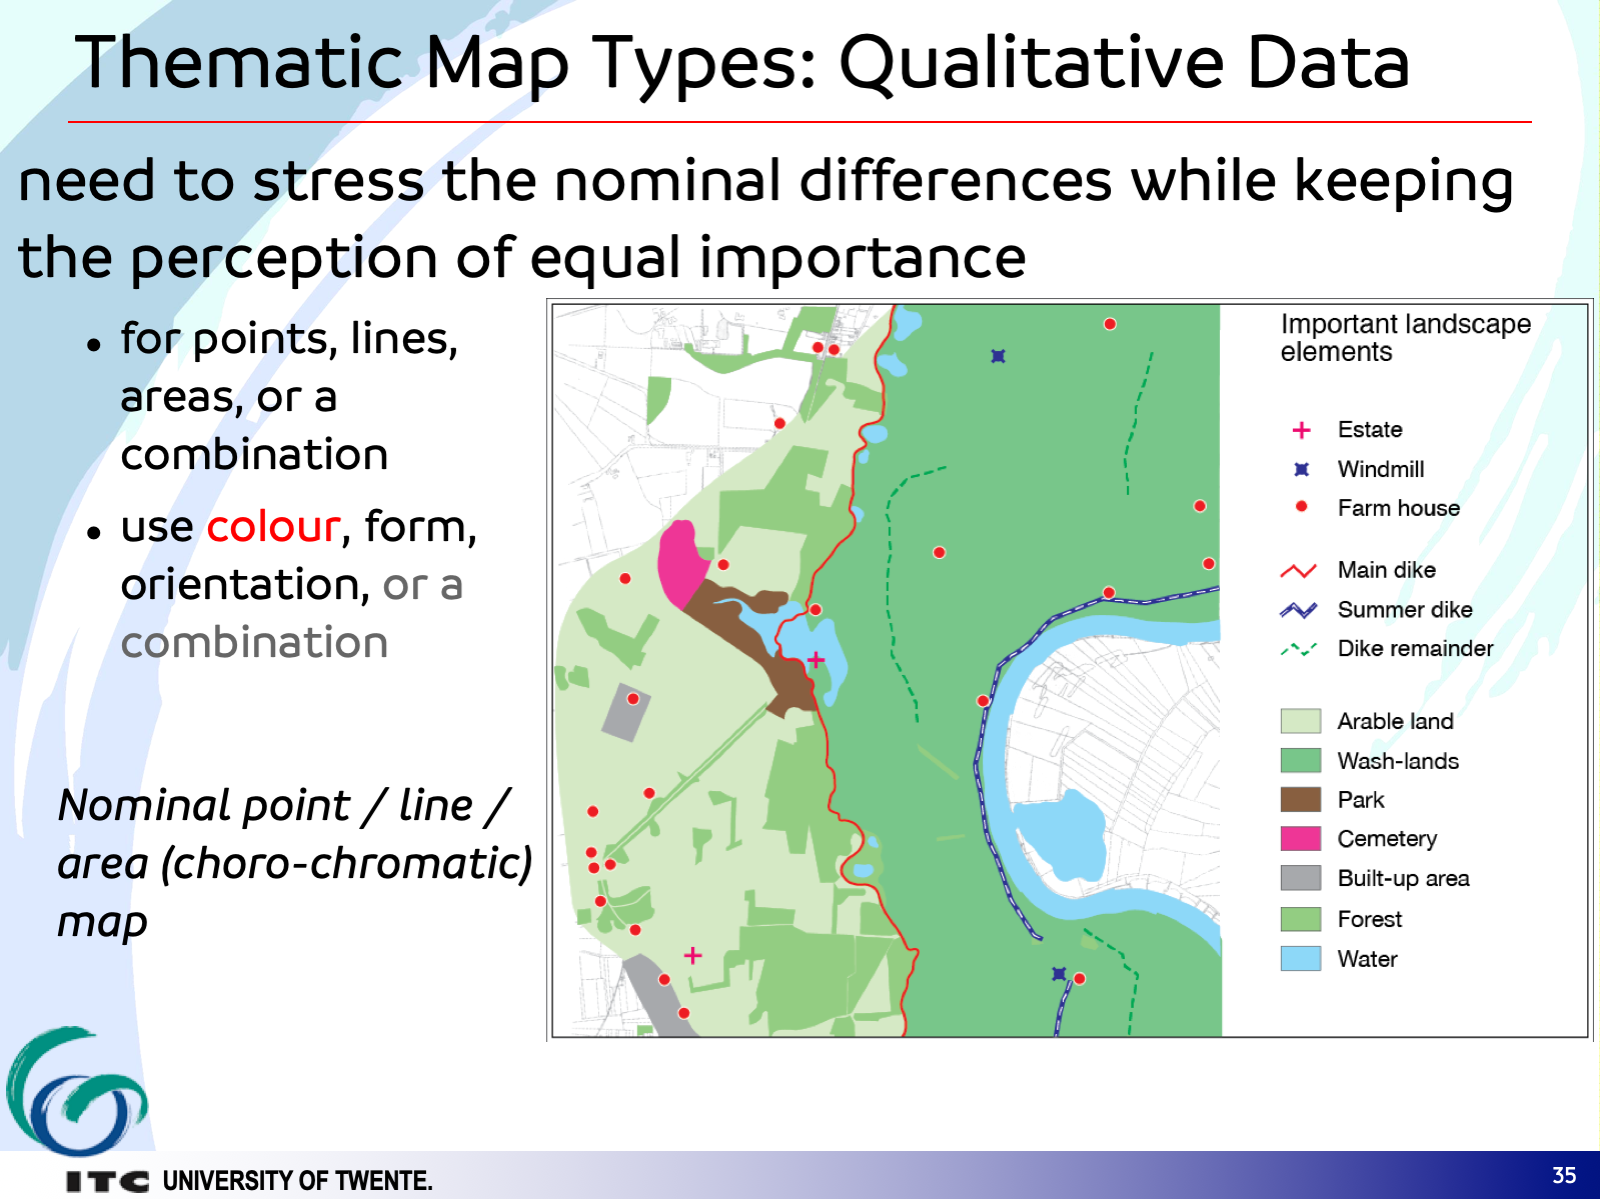 Thematic Map Types: Qualitative Data
need to stress the nominal differences while keeping
the perception of equal importance
• for points, lines,
areas, or a
combination
• use colour, form,
orientation, or a
combination
Nominal point / line /
area (choro-chromatic)
map
Important landscape
elements
Estate
Windmill
Farm house
Main dike
Summer dike
Dike remainder
Arable land
Wash-lands
Park
Cemetery
Built-up area
Forest
Water
ITC UNIVERSITY OF TWENTE.
35